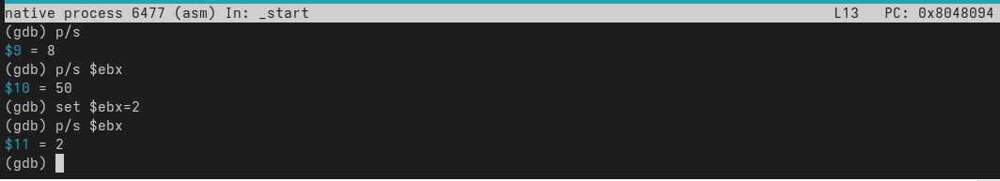 native process 6477 (asm) In: _start L13 PC: 0x8048094
(gdb) p/s
$9 = 8
(gdb) p/s $ebx
$10 = 50
(gdb) set $ebx=2
(gdb) p/s $ebx
$11 = 2
(gdb)